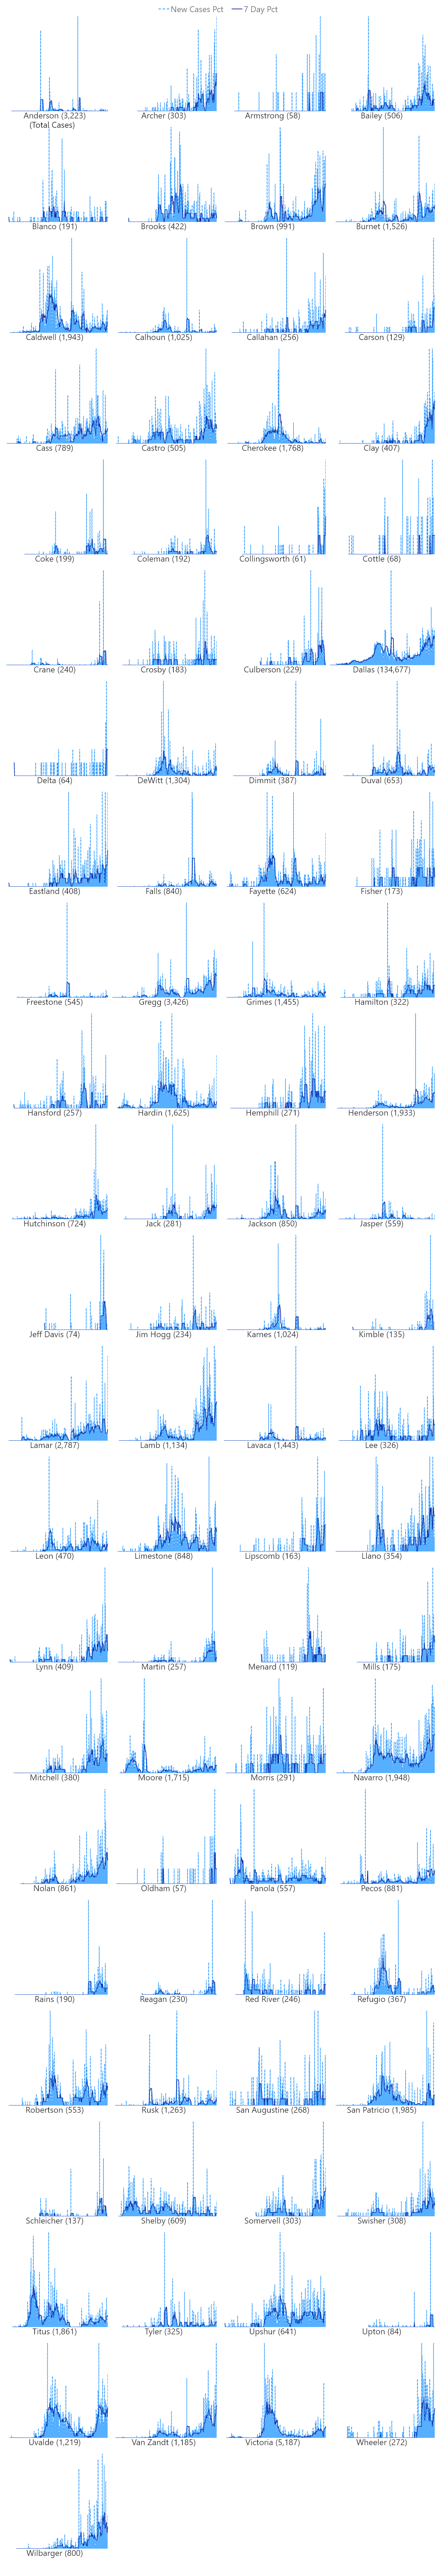 New Cases Pct 7 Day Pct
Anderson (3,223) Archer (303) Armstrong (58) Bailey (506)
(Total Cases)
Blanco (191) Brooks (422) Brown (991) Burnet (1,526)
Caldwell (1,943) Calhoun (1,025) Callahan (256) Carson (129)
Cass (789) Castro (505) Cherokee (1,768) Clay (407)
Coke (199) Coleman (192) Collingsworth (61) Cottle (68)
Crane (240) Crosby (183) Culberson (229) Dallas (134,677)
Delta (64) DeWitt (1,304) Dimmit (387) Duval (653)
Eastland (408) Falls (840) Fayette (624) Fisher (173)
Freestone (545) Gregg (3,426) Grimes (1,455) Hamilton (322)
Hansford (257) Hardin (1,625) Hemphill (271) Henderson (1,933)
Hutchinson (724) Jack (281) Jackson (850) Jasper (559)
Jeff Davis (74) Jim Hogg (234) Karnes (1,024) Kimble (135)
Lamar (2,787) Lamb (1,134) Lavaca (1,443) Lee (326)
Leon (470) Limestone (848) Lipscomb (163) Llano (354)
Lynn (409) Martin (257) Menard (119) Mills (175)
Mitchell (380) Moore (1,715) Morris (291) Navarro (1,948)
Nolan (861) Oldham (57) Panola (557) Pecos (881)
Rains (190) Reagan (230) Red River (246) Refugio (367)
Robertson (553) Rusk (1,263) San Augustine (268) San Patricio (1,985)
Schleicher (137) Shelby (609) Somervell (303) Swisher (308)
Titus (1,861) Tyler (325) Upshur (641) Upton (84)
Uvalde (1,219) Van Zandt (1,185) Victoria (5,187) Wheeler (272)
Wilbarger (800)